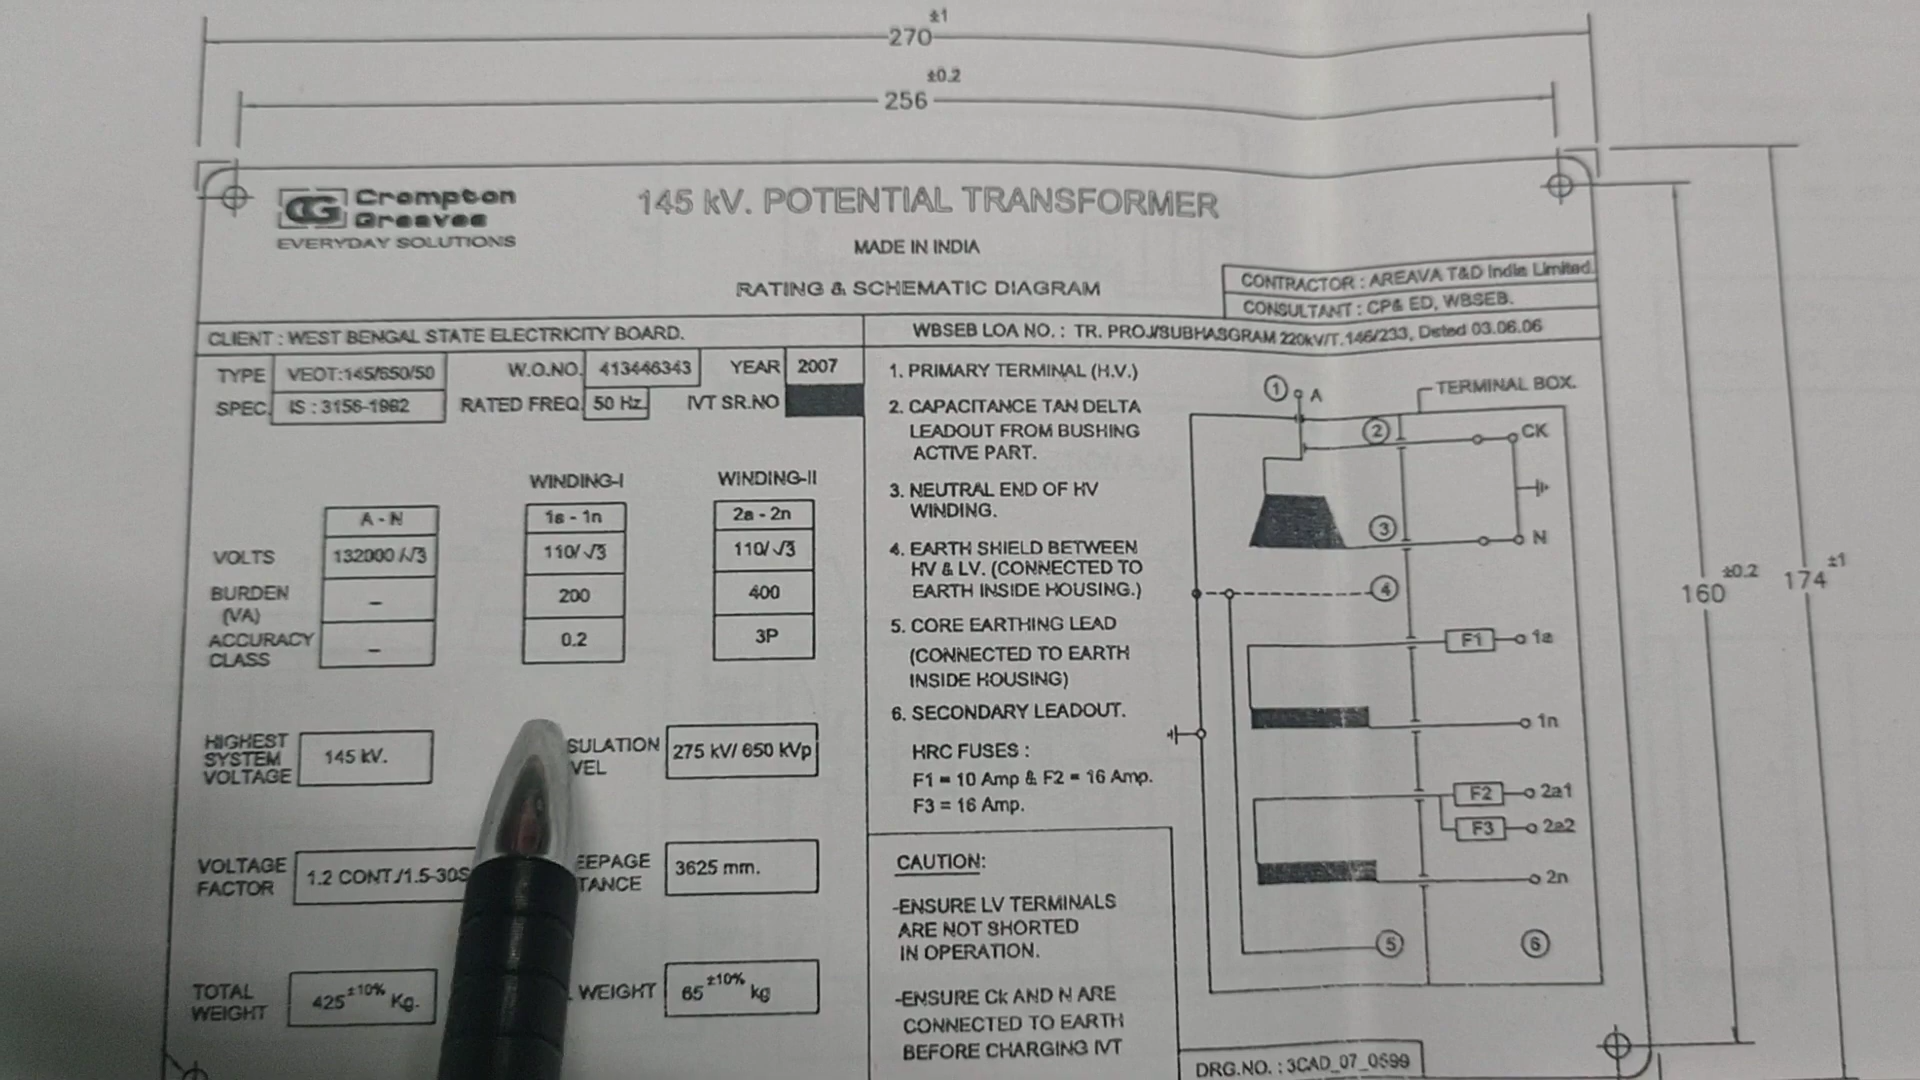 ±1
270
±0.2
256
CG Crompton
Greaves
EVERYDAY SOLUTIONS
145 kV. POTENTIAL TRANSFORMER
MADE IN INDIA
RATING & SCHEMATIC DIAGRAM
CONTRACTOR : AREAVA T&D India Limited.
CONSULTANT : CP& ED, WBSEB.
CLIENT : WEST BENGAL STATE ELECTRICITY BOARD.
WBSEB LOA NO. : TR. PROJ/SUBHASGRAM 220kV/T.146/233, Dated 03.06.06
TYPE VEOT:145/650/50 W.O.NO. 413446343 YEAR 2007
SPEC. IS : 3156-1992 RATED FREQ. 50 Hz. IVT SR.NO
WINDING-I WINDING-II
A - N 1a - 1n 2a - 2n
VOLTS 132000 /√3 110/ √3 110/ √3
BURDEN (VA) – 200 400
ACCURACY CLASS – 0.2 3P
HIGHEST SYSTEM VOLTAGE 145 kV. SULATION VEL 275 kV/ 650 kVp
VOLTAGE FACTOR 1.2 CONT./1.5-30S EEPAGE TANCE 3625 mm.
TOTAL WEIGHT 425±10% Kg. WEIGHT 65±10% kg
1. PRIMARY TERMINAL (H.V.)
2. CAPACITANCE TAN DELTA
LEADOUT FROM BUSHING
ACTIVE PART.
3. NEUTRAL END OF HV
WINDING.
4. EARTH SHIELD BETWEEN
HV & LV. (CONNECTED TO
EARTH INSIDE HOUSING.)
5. CORE EARTHING LEAD
(CONNECTED TO EARTH
INSIDE HOUSING)
6. SECONDARY LEADOUT.
HRC FUSES :
F1 = 10 Amp & F2 = 16 Amp.
F3 = 16 Amp.
CAUTION:
-ENSURE LV TERMINALS
ARE NOT SHORTED
IN OPERATION.
-ENSURE Ck AND N ARE
CONNECTED TO EARTH
BEFORE CHARGING IVT
1 A TERMINAL BOX.
2 CK
3 N
4
F1 1a
1n
F2 2a1
F3 2a2
2n
5 6
DRG.NO. : 3CAD_07_0599
±0.2
160
±1
174